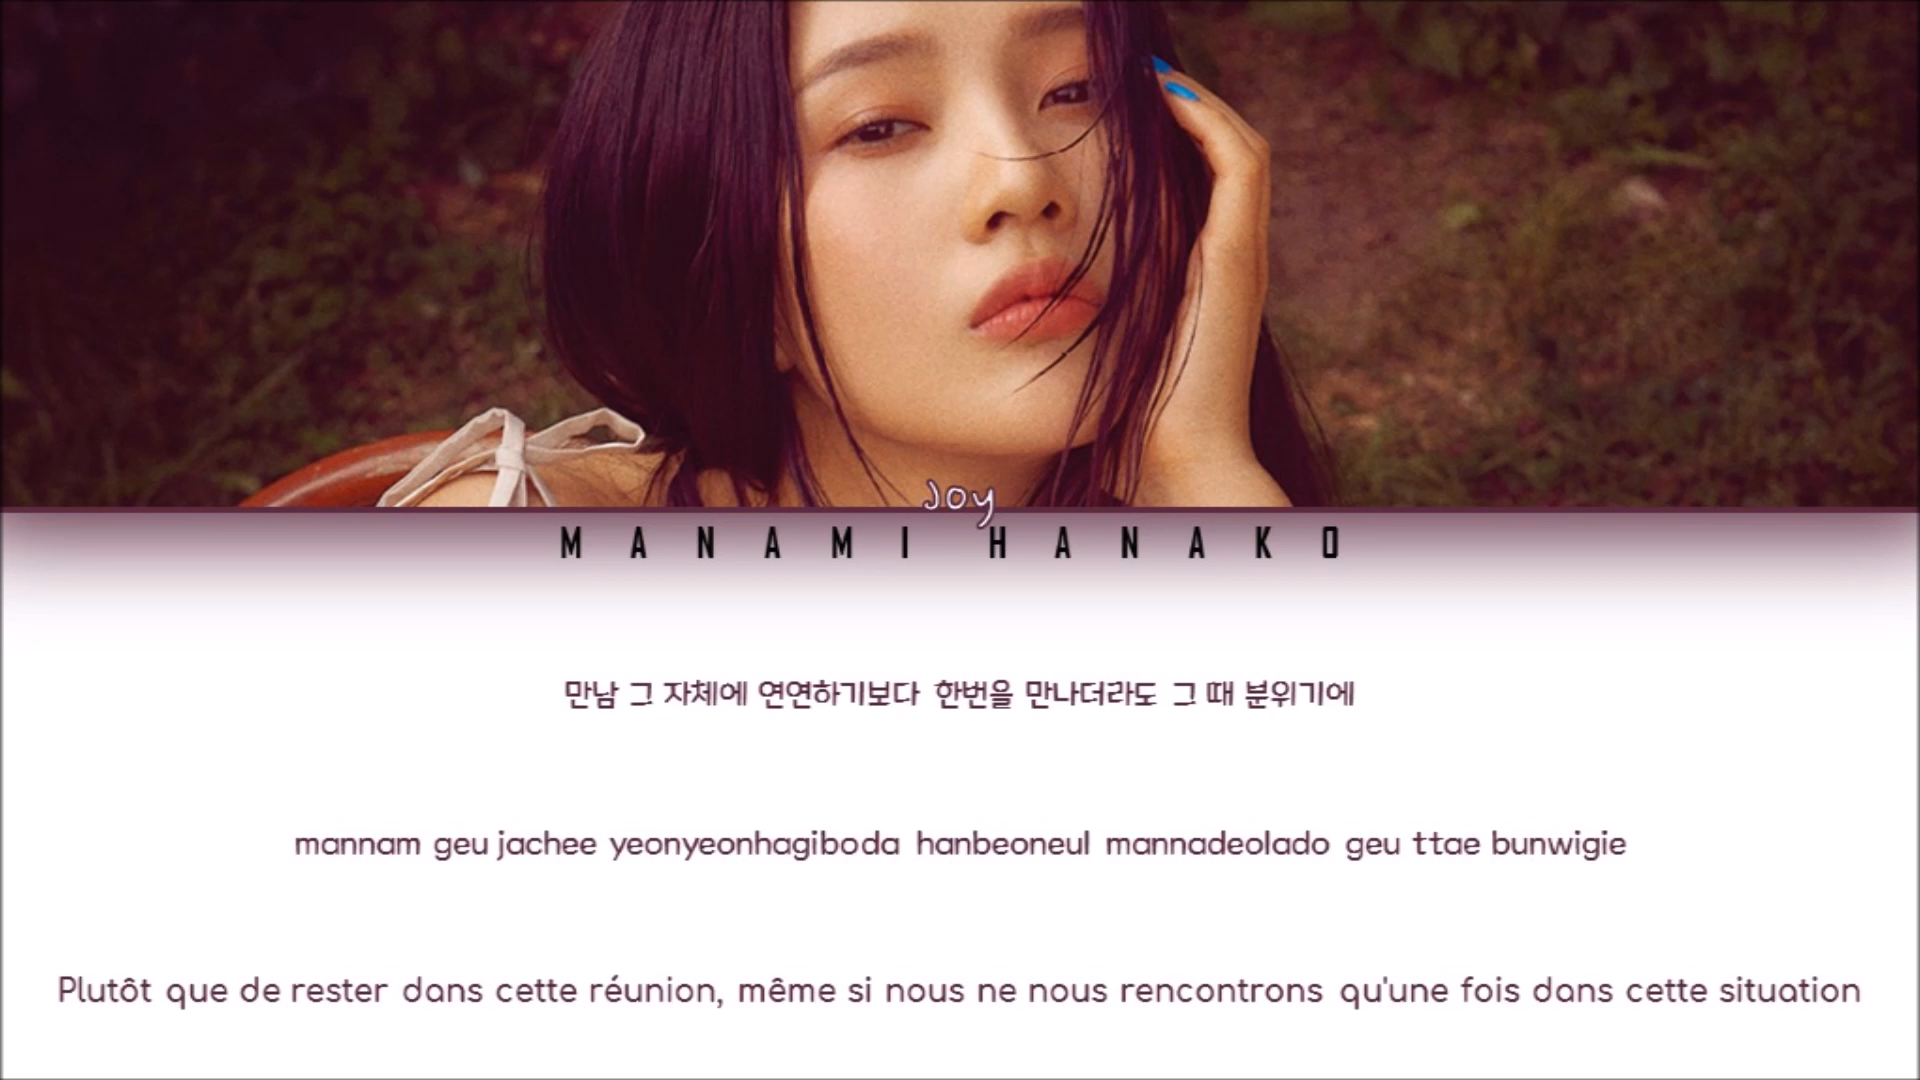 Joy
MANAMI HANAKO
만남 그 자체에 연연하기보다 한번을 만나더라도 그 때 분위기에
mannam geu jachee yeonyeonhagiboda hanbeoneul mannadeolado geu ttae bunwigie
Plutôt que de rester dans cette réunion, même si nous ne nous rencontrons qu'une fois dans cette situation